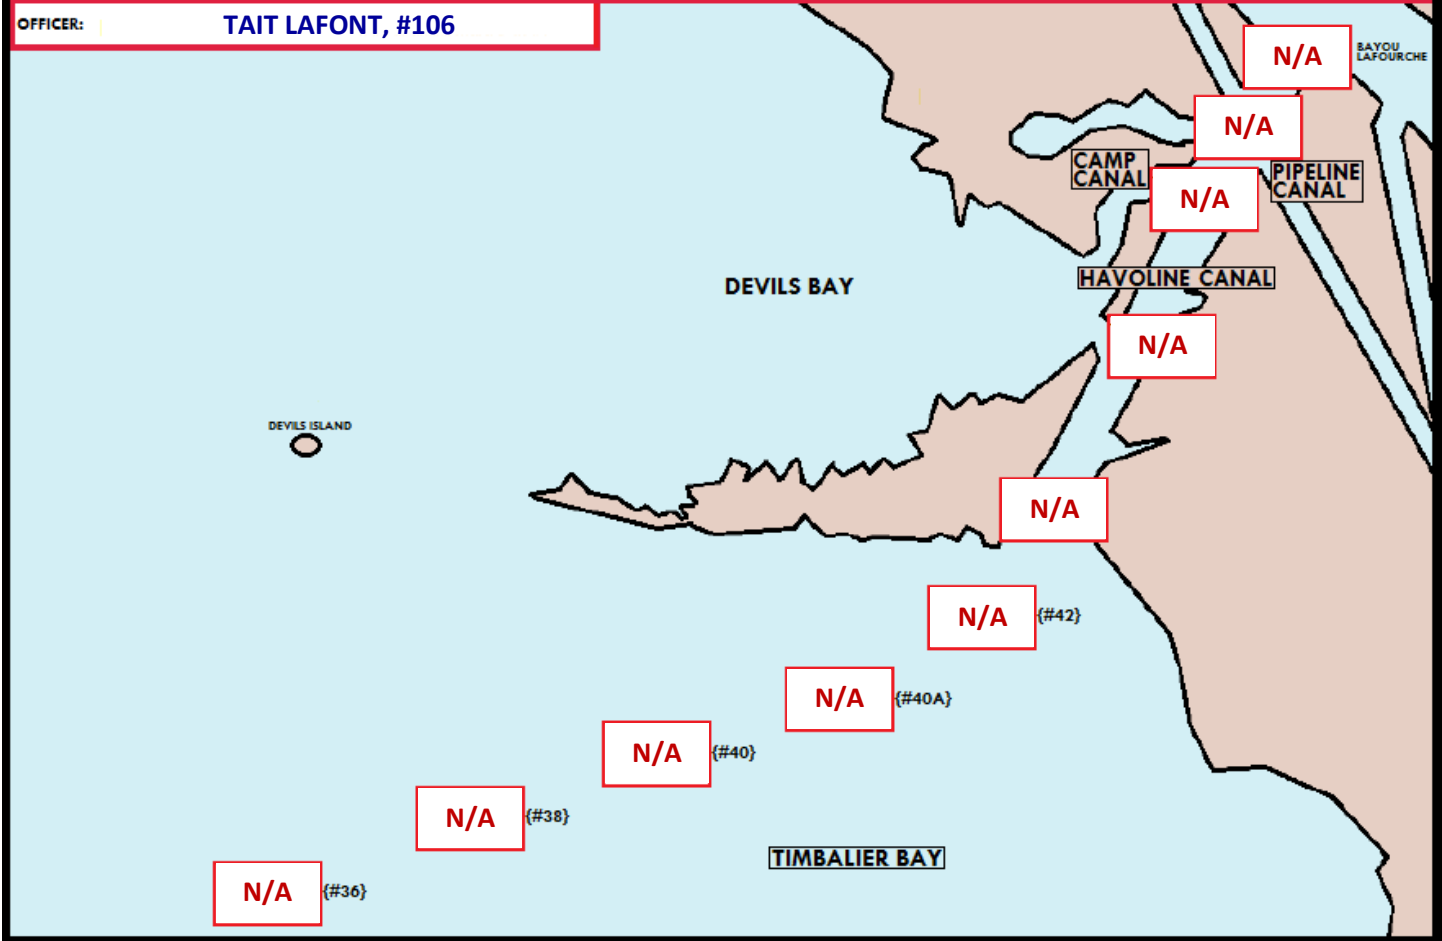 OFFICER: TAIT LAFONT, #106
N/A
BAYOU
LAFOURCHE
N/A
CAMP
CANAL
PIPELINE
CANAL
N/A
HAVOLINE CANAL
DEVILS BAY
N/A
DEVILS ISLAND
N/A
N/A {#42}
N/A {#40A}
N/A {#40}
N/A {#38}
TIMBALIER BAY
N/A {#36}